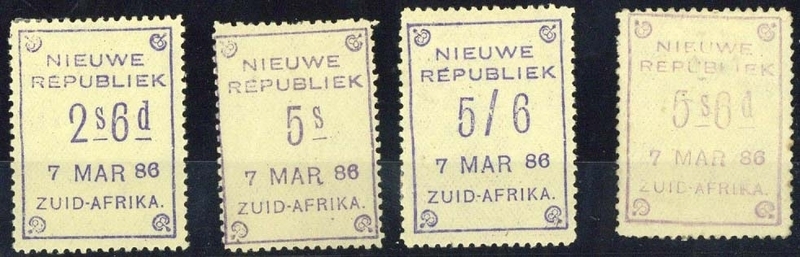 NIEUWE
REPUBLIEK
2s6d
7 MAR 86
ZUID-AFRIKA.
NIEUWE
REPUBLIEK
5s
7 MAR 86
ZUID-AFRIKA.
NIEUWE
REPUBLIEK
5/6
7 MAR 86
ZUID-AFRIKA.
NIEUWE
REPUBLIEK
5s6d
7 MAR 86
ZUID-AFRIKA.